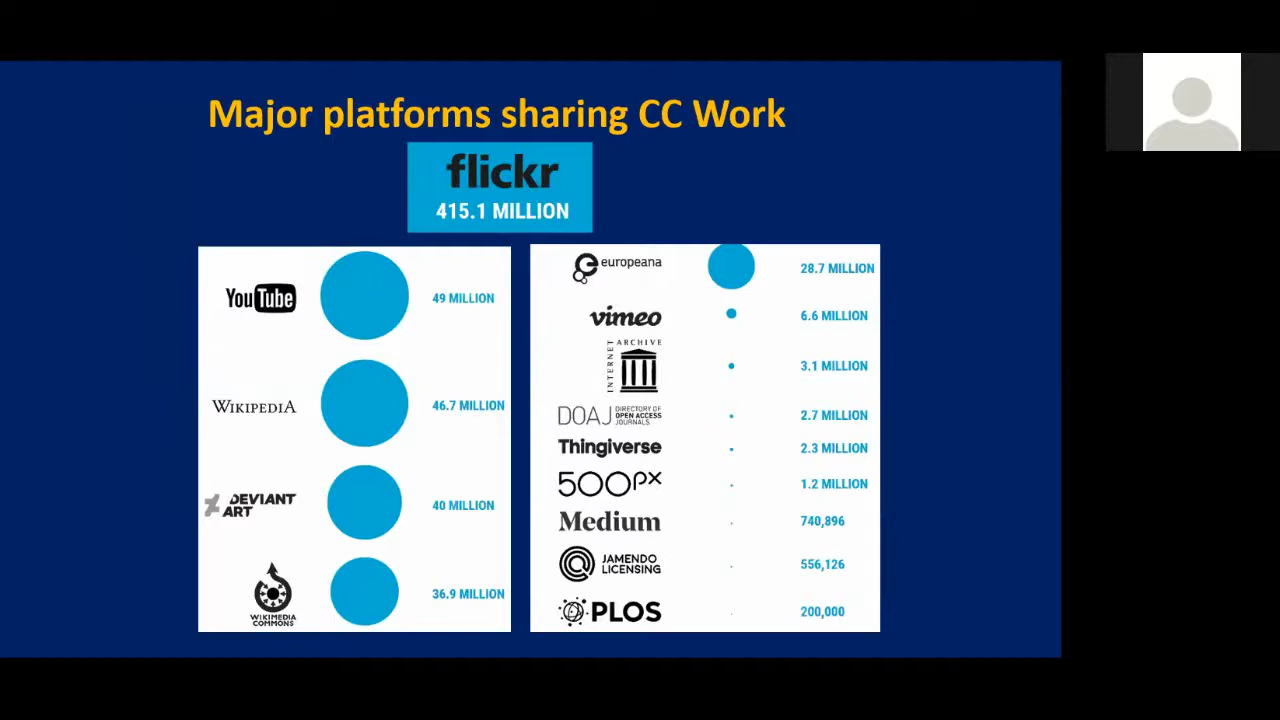 Major platforms sharing CC Work
flickr
415.1 MILLION
YouTube
49 MILLION
WIKIPEDIA
46.7 MILLION
DEVIANT
ART
40 MILLION
WIKIMEDIA
COMMONS
36.9 MILLION
europeana
28.7 MILLION
vimeo
6.6 MILLION
INTERNET ARCHIVE
3.1 MILLION
DOAJ
DIRECTORY OF
OPEN ACCESS
JOURNALS
2.7 MILLION
Thingiverse
2.3 MILLION
500px
1.2 MILLION
Medium
740,896
JAMENDO
LICENSING
556,126
PLOS
200,000